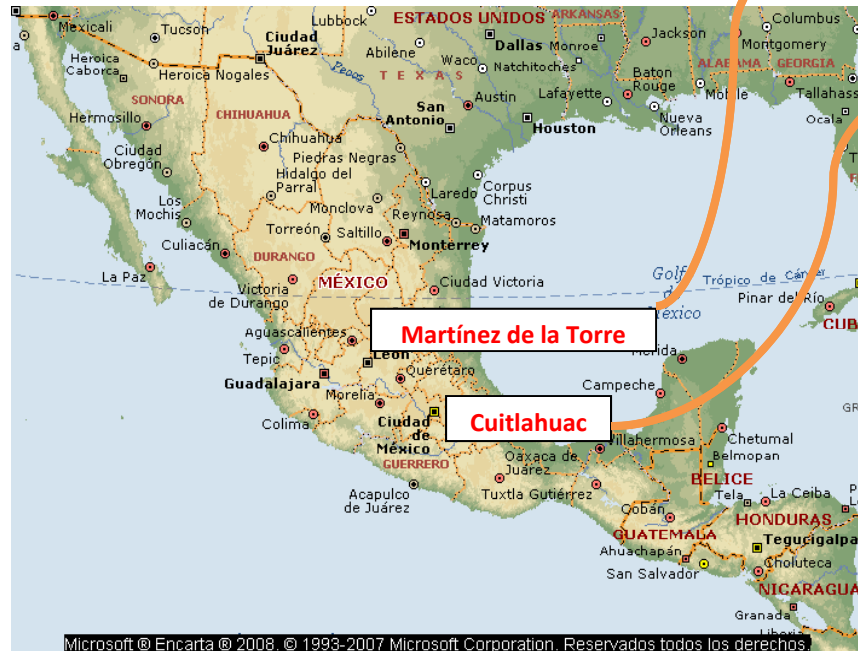 Mexicali
Tucson
Ciudad
Juárez
Lubbock
ESTADOS UNIDOS
ARKANSAS
Columbus
Heroica
Caborca
Heroica Nogales
Pecos
Abilene
Waco
Dallas
Monroe
Natchitoches
Jackson
Montgomery
ALABAMA
GEORGIA
TEXAS
SONORA
CHIHUAHUA
Hermosillo
San
Antonio
Austin
Lafayette
Baton
Rouge
Mobile
Tallahass
Houston
Nueva
Orleans
Ocala
Chihuahua
Ciudad
Obregón
Piedras Negras
Hidalgo del
Parral
Los
Mochis
Monclova
Laredo
Corpus
Christi
Reynosa
Matamoros
Torreón
Saltillo
Monterrey
Culiacán
DURANGO
La Paz
Victoria
de Durango
MÉXICO
Ciudad Victoria
Trópico de Cáncer
Pinar del Río
CUB
Martínez de la Torre
Aguascalientes
León
Tepic
Querétaro
Mérida
Guadalajara
Morelia
Campeche
Colima
Ciudad
de
México
Cuitlahuac
Villahermosa
Chetumal
Belmopan
GUERRERO
Oaxaca de
Juárez
BELICE
Acapulco
de Juárez
Tuxtla Gutiérrez
Tela
La Ceiba
Cobán
HONDURAS
GUATEMALA
Tegucigalpa
Ahuachapán
San Salvador
Choluteca
NICARAGUA
Granada
Liberia
Microsoft ® Encarta ® 2008. © 1993-2007 Microsoft Corporation. Reservados todos los derechos.